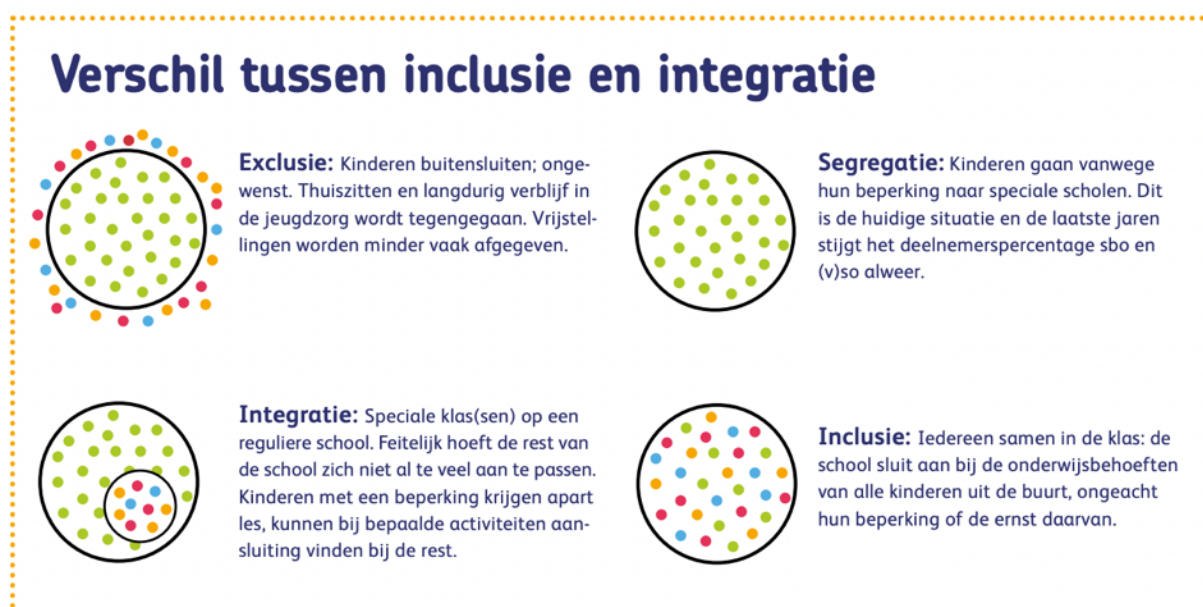 Verschil tussen inclusie en integratie
Exclusie: Kinderen buitensluiten; onge-
wenst. Thuiszitten en langdurig verblijf in
de jeugdzorg wordt tegengegaan. Vrijstel-
lingen worden minder vaak afgegeven.
Segregatie: Kinderen gaan vanwege
hun beperking naar speciale scholen. Dit
is de huidige situatie en de laatste jaren
stijgt het deelnemerspercentage sbo en
(v)so alweer.
Integratie: Speciale klas(sen) op een
reguliere school. Feitelijk hoeft de rest van
de school zich niet al te veel aan te passen.
Kinderen met een beperking krijgen apart
les, kunnen bij bepaalde activiteiten aan-
sluiting vinden bij de rest.
Inclusie: Iedereen samen in de klas: de
school sluit aan bij de onderwijsbehoeften
van alle kinderen uit de buurt, ongeacht
hun beperking of de ernst daarvan.